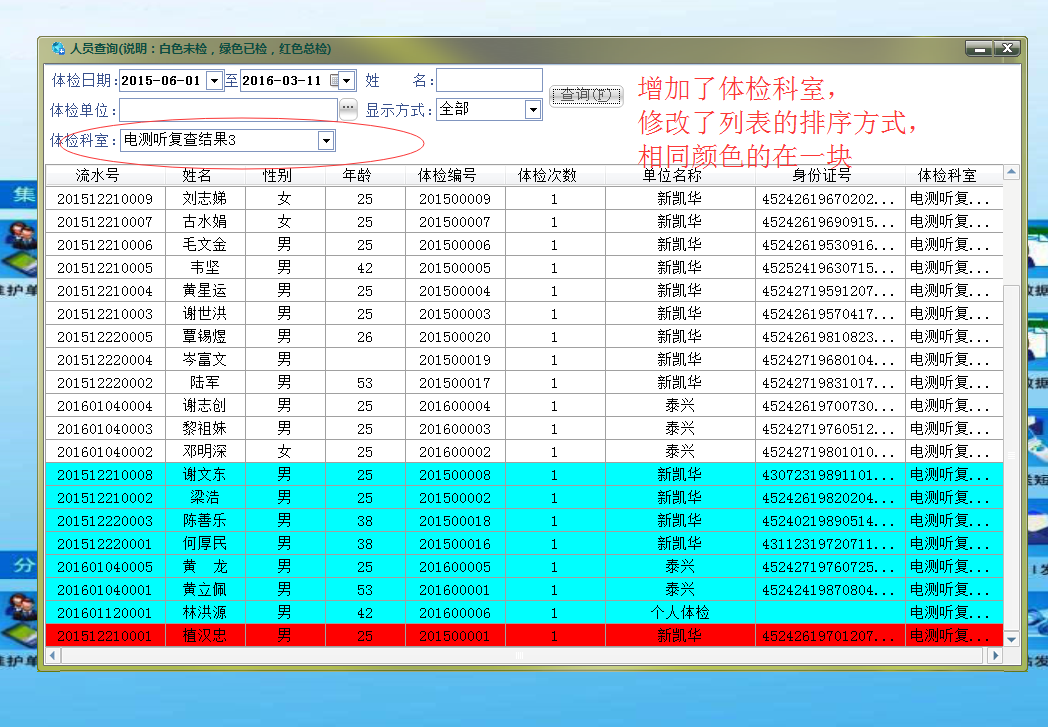 人员查询(说明：白色未检，绿色已检，红色总检)
体检日期: 2015-06-01 至 2016-03-11 姓 名:
查询(F)
体检单位: ... 显示方式: 全部
体检科室: 电测听复查结果3
增加了体检科室，
修改了列表的排序方式，
相同颜色的在一块
流水号 姓名 性别 年龄 体检编号 体检次数 单位名称 身份证号 体检科室
201512210009 刘志娣 女 25 201500009 1 新凯华 45242619670202... 电测听复...
201512210007 古水娟 女 25 201500007 1 新凯华 45242619690915... 电测听复...
201512210006 毛文金 男 25 201500006 1 新凯华 45242619530916... 电测听复...
201512210005 韦坚 男 42 201500005 1 新凯华 45252419630715... 电测听复...
201512210004 黄星运 男 25 201500004 1 新凯华 45242719591207... 电测听复...
201512210003 谢世洪 男 25 201500003 1 新凯华 45242619570417... 电测听复...
201512220005 覃锡煜 男 26 201500020 1 新凯华 45242619810823... 电测听复...
201512220004 岑富文 男 201500019 1 新凯华 45242719680104... 电测听复...
201512220002 陆军 男 53 201500017 1 新凯华 45242719831017... 电测听复...
201601040004 谢志创 男 25 201600004 1 泰兴 45242619700730... 电测听复...
201601040003 黎祖妹 男 25 201600003 1 泰兴 45242719760512... 电测听复...
201601040002 邓明深 女 25 201600002 1 泰兴 45242719801010... 电测听复...
201512210008 谢文东 男 25 201500008 1 新凯华 43072319891101... 电测听复...
201512210002 梁浩 男 25 201500002 1 新凯华 45242619820204... 电测听复...
201512220003 陈善乐 男 38 201500018 1 新凯华 45240219890514... 电测听复...
201512220001 何厚民 男 38 201500016 1 新凯华 43112319720711... 电测听复...
201601040005 黄 龙 男 25 201600005 1 泰兴 45242719760725... 电测听复...
201601040001 黄立佩 男 53 201600001 1 泰兴 45242419870804... 电测听复...
201601120001 林洪源 男 42 201600006 1 个人体检 电测听复...
201512210001 植汉忠 男 25 201500001 1 新凯华 45242619701207... 电测听复...
集
护单
数据
分
护单